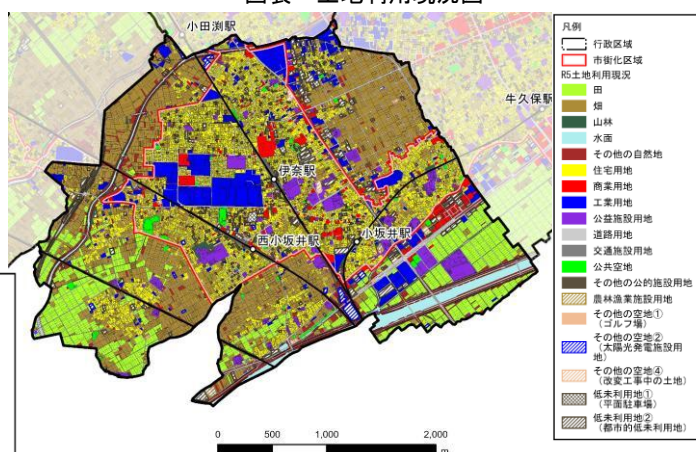 小田渕駅
牛久保駅
伊奈駅
西小坂井駅
小坂井駅
0 500 1,000 2,000
凡例
行政区域
市街化区域
R5土地利用現況
田
畑
山林
水面
その他の自然地
住宅用地
商業用地
工業用地
公益施設用地
道路用地
交通施設用地
公共空地
その他の公的施設用地
農林漁業施設用地
その他の空地①
(ゴルフ場)
その他の空地②
(太陽光発電施設用
地)
その他の空地④
(改変工事中の土地)
低未利用地①
(平面駐車場)
低未利用地②
(都市的低未利用地)